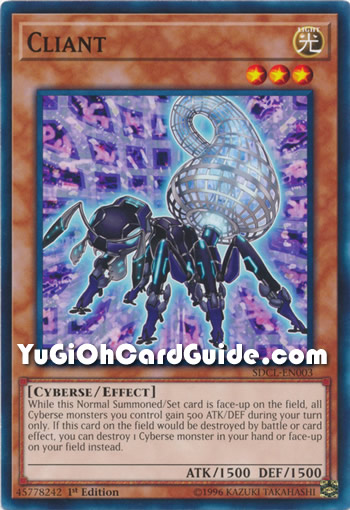 CLIANT
LIGHT
光
YuGiOhCardGuide.com
SDCL-EN003
[CYBERSE/EFFECT]
While this Normal Summoned/Set card is face-up on the field, all
Cyberse monsters you control gain 500 ATK/DEF during your turn
only. If this card on the field would be destroyed by battle or card
effect, you can destroy 1 Cyberse monster in your hand or face-up
on your field instead.
ATK/1500 DEF/1500
45778242 1st Edition ©1996 KAZUKI TAKAHASHI